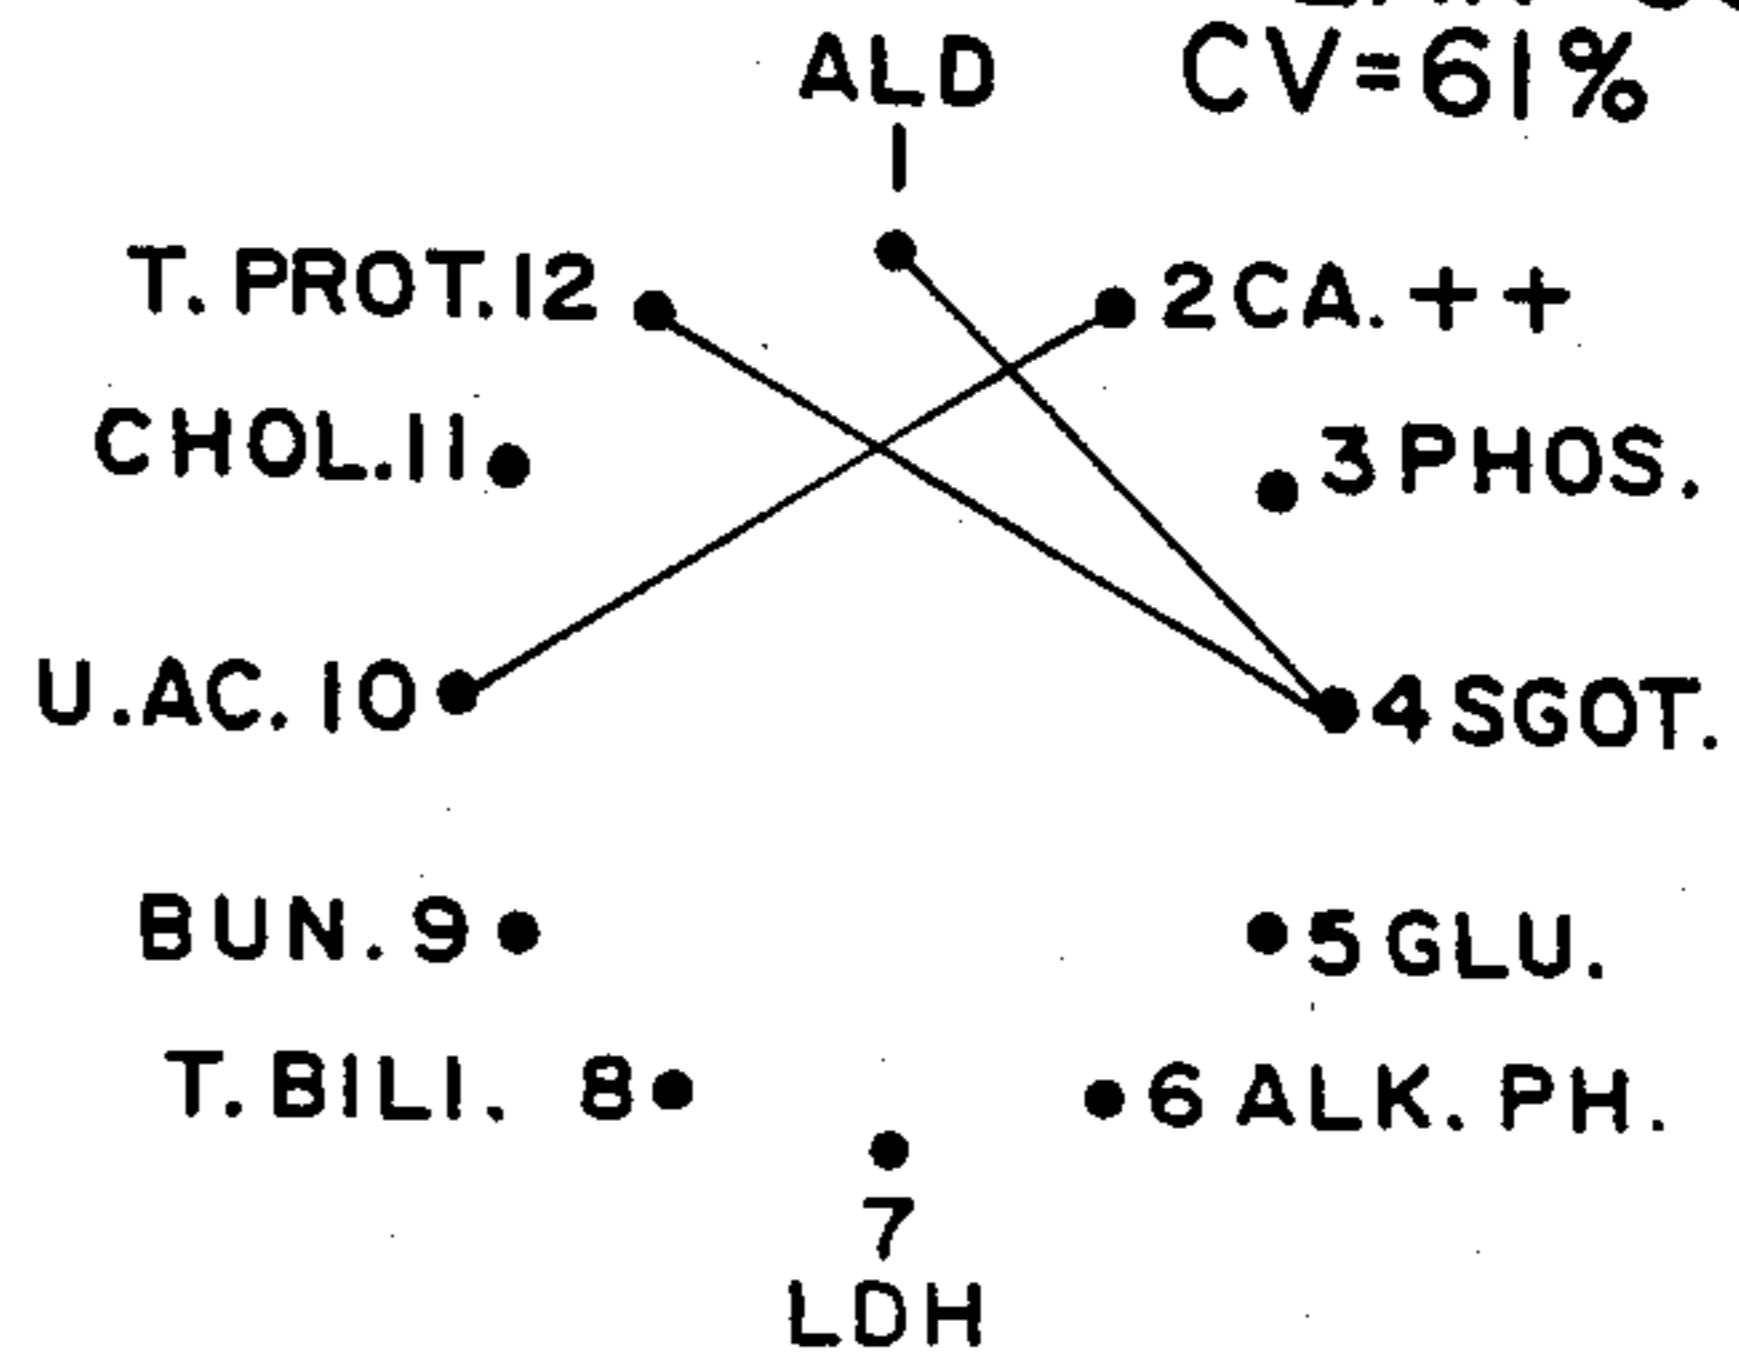 CV=61%
ALD
1
T. PROT. 12
2 CA. ++
CHOL. 11
3 PHOS.
U.AC. 10
4 SGOT.
BUN. 9
5 GLU.
T. BILI. 8
6 ALK. PH.
7
LDH